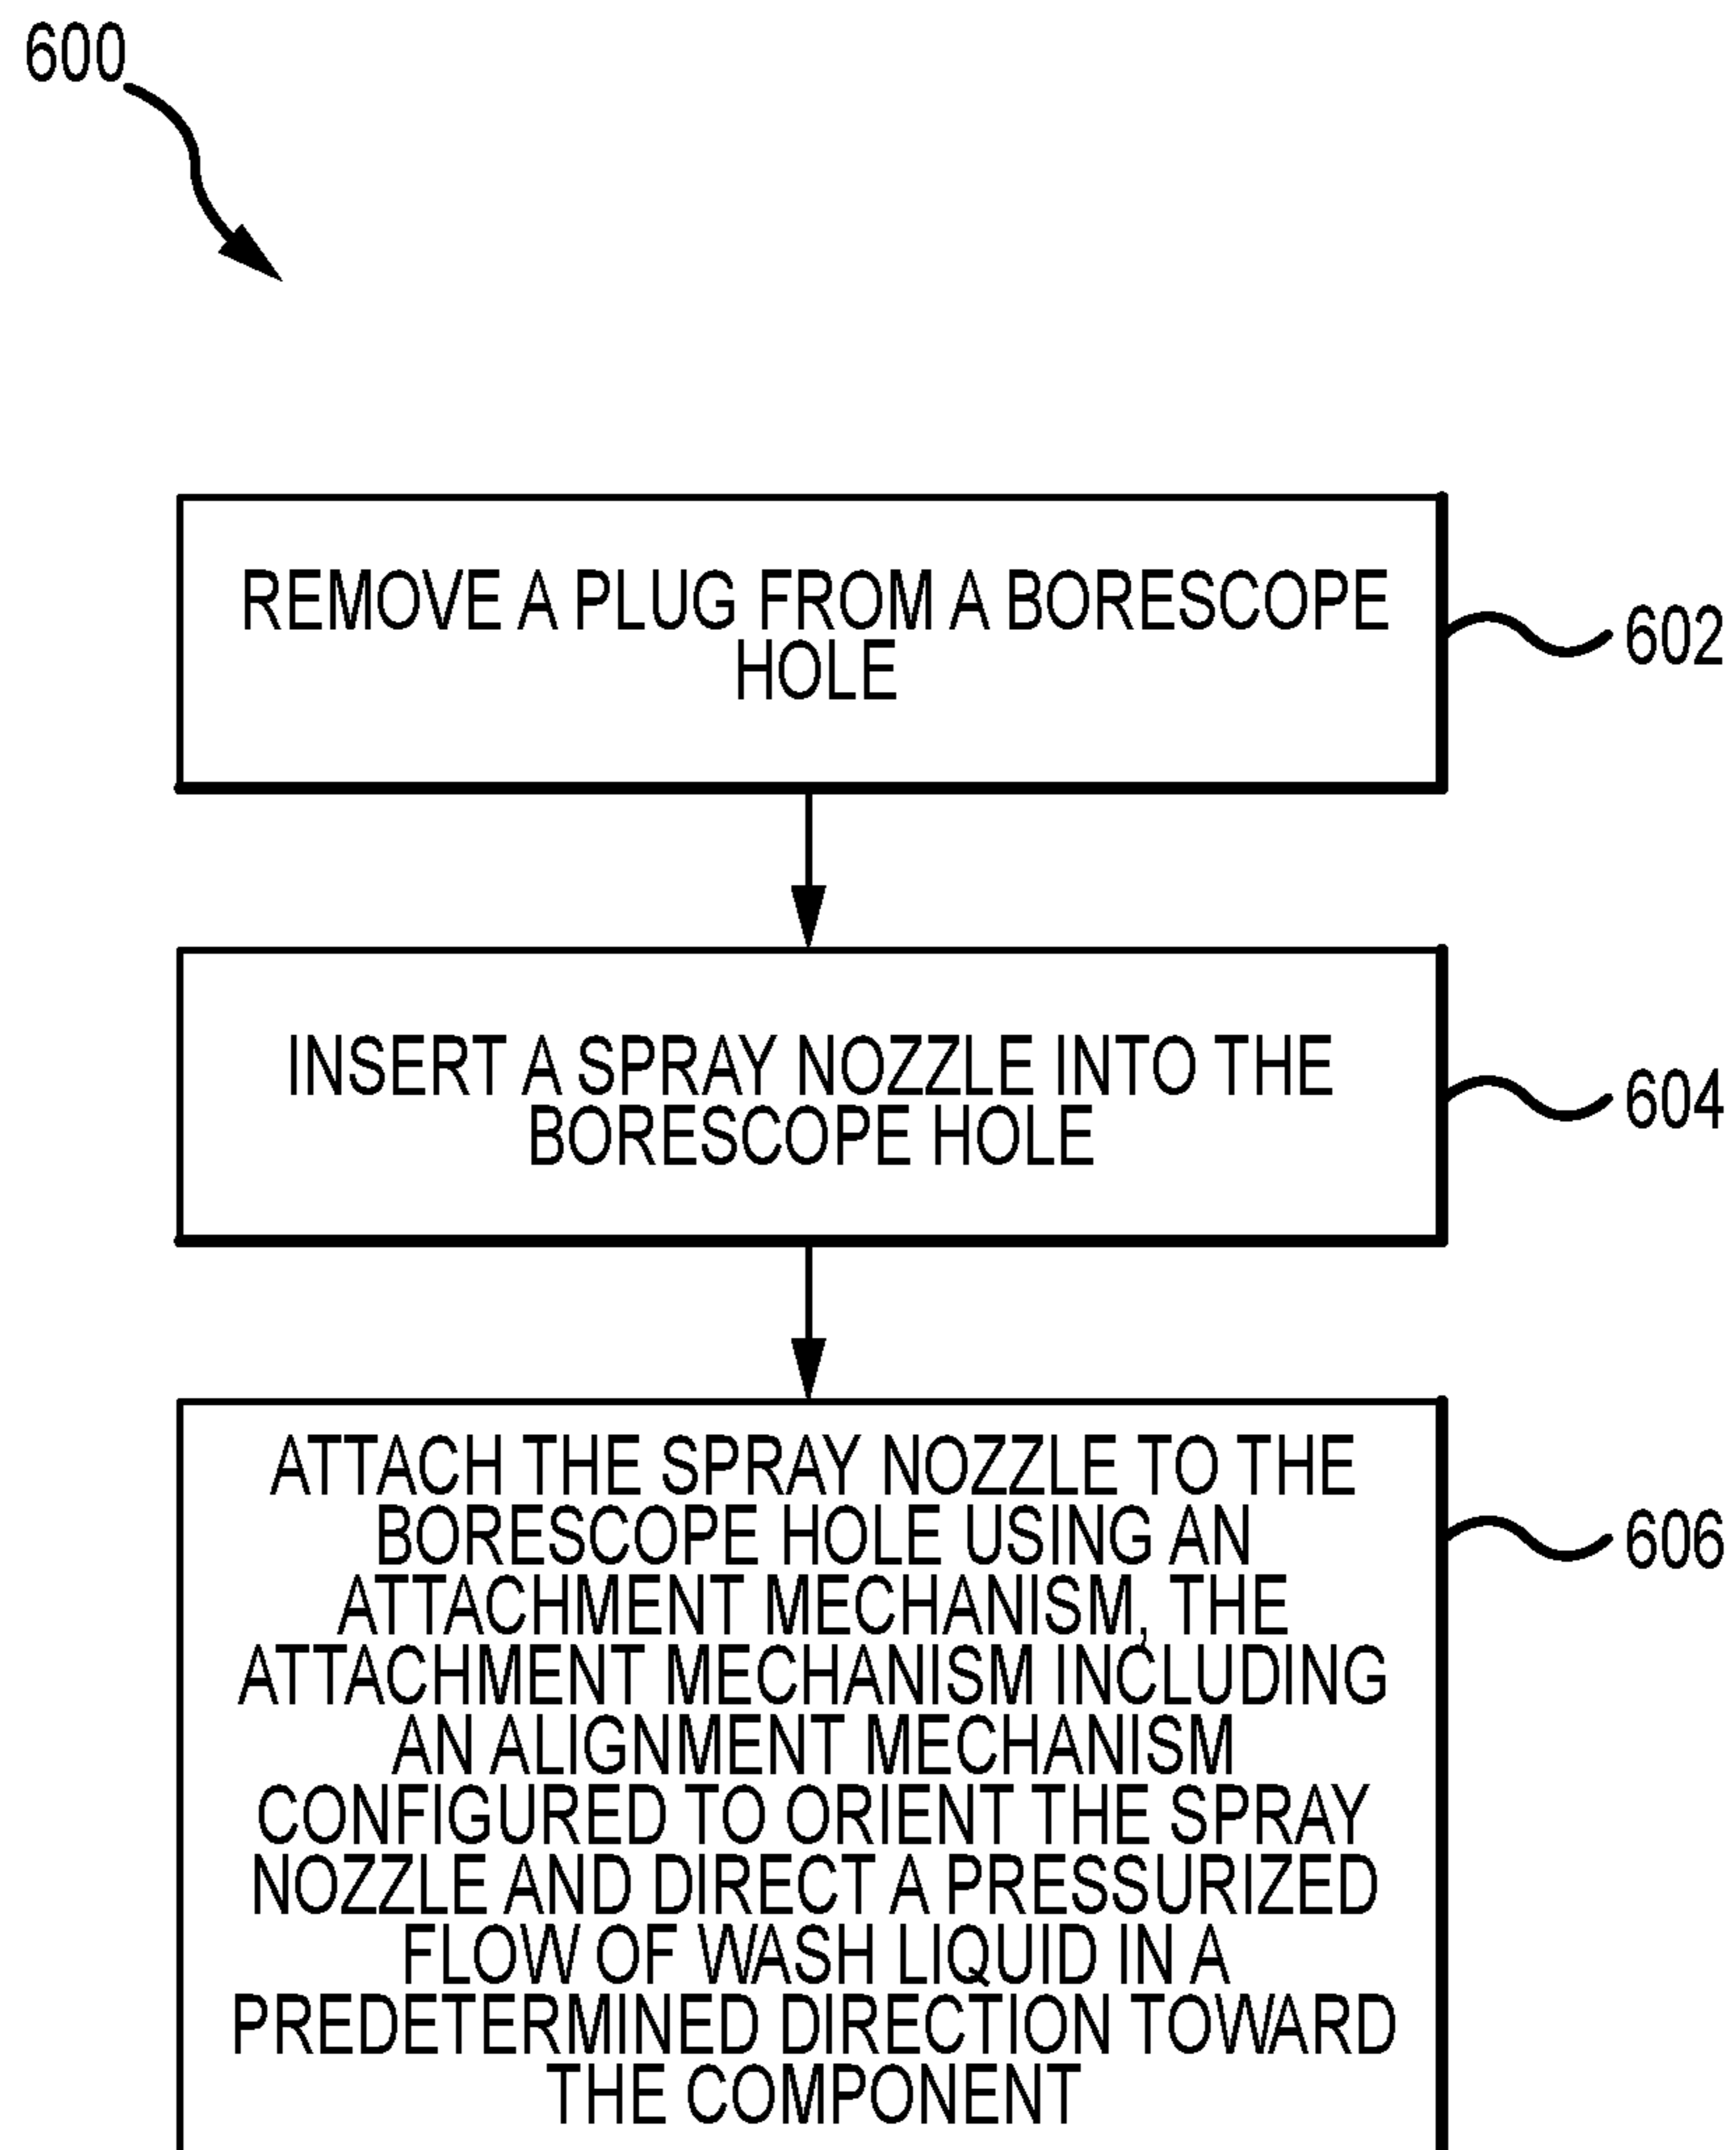 600
REMOVE A PLUG FROM A BORESCOPE
HOLE
602
INSERT A SPRAY NOZZLE INTO THE
BORESCOPE HOLE
604
ATTACH THE SPRAY NOZZLE TO THE
BORESCOPE HOLE USING AN
ATTACHMENT MECHANISM, THE
ATTACHMENT MECHANISM INCLUDING
AN ALIGNMENT MECHANISM
CONFIGURED TO ORIENT THE SPRAY
NOZZLE AND DIRECT A PRESSURIZED
FLOW OF WASH LIQUID IN A
PREDETERMINED DIRECTION TOWARD
THE COMPONENT
606